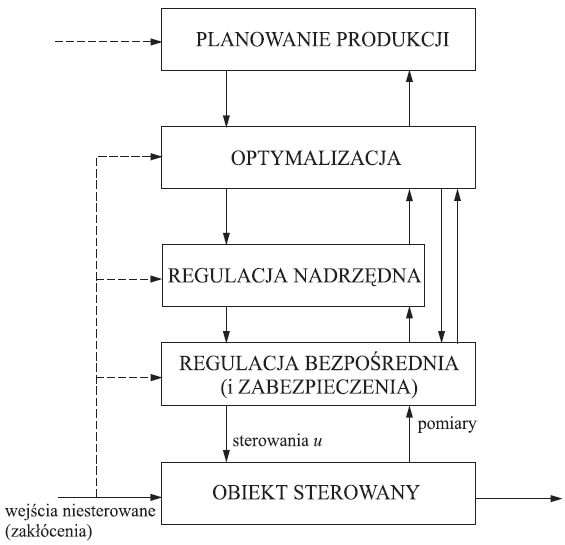 PLANOWANIE PRODUKCJI
OPTYMALIZACJA
REGULACJA NADRZĘDNA
REGULACJA BEZPOŚREDNIA
(i ZABEZPIECZENIA)
pomiary
sterowania u
OBIEKT STEROWANY
wejścia niesterowane
(zakłócenia)